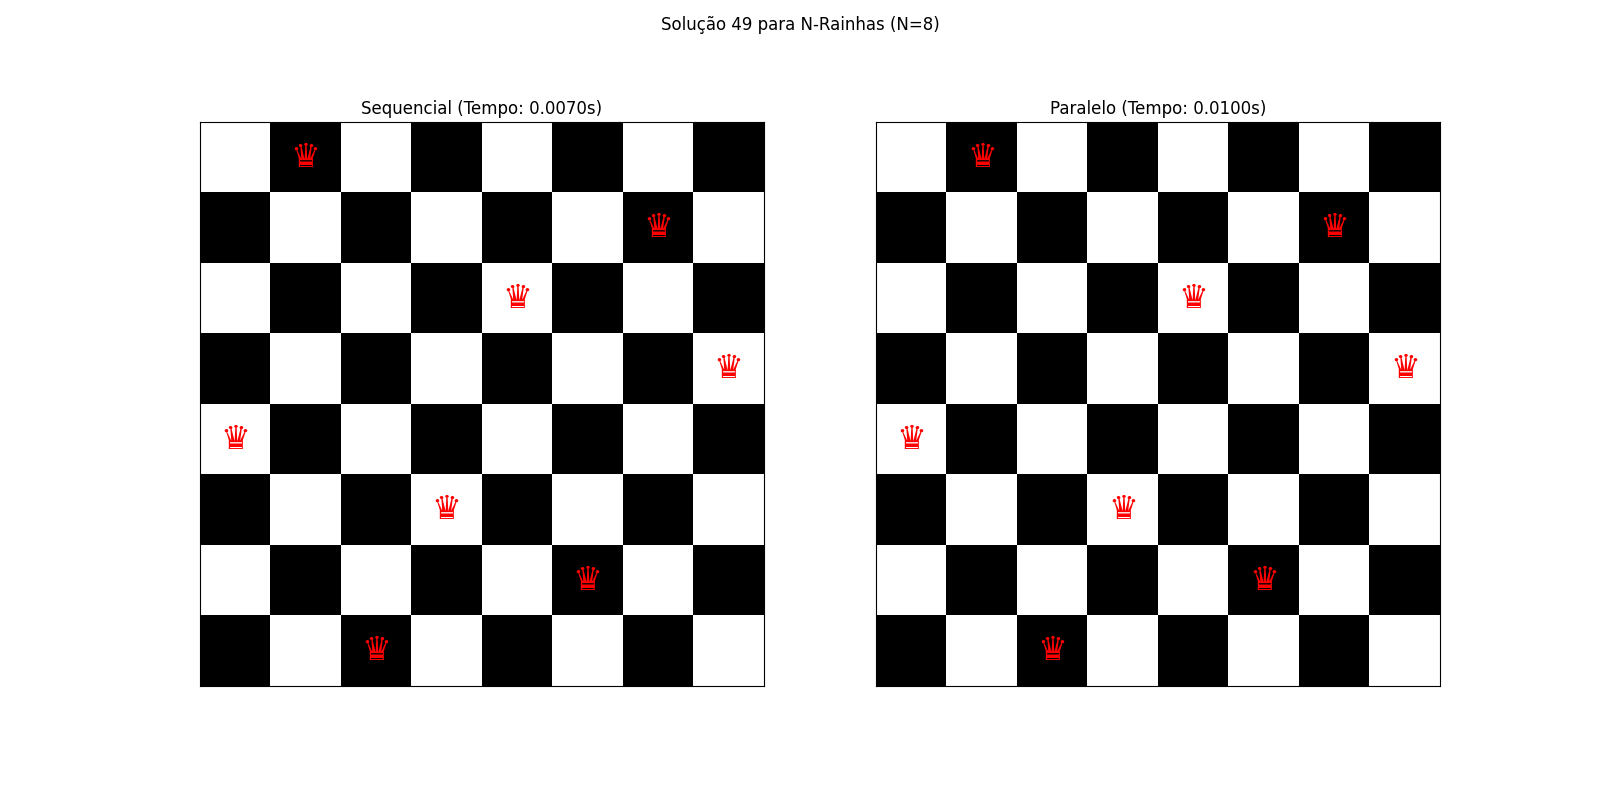 Solução 49 para N-Rainhas (N=8)
Sequencial (Tempo: 0.0070s)
Paralelo (Tempo: 0.0100s)